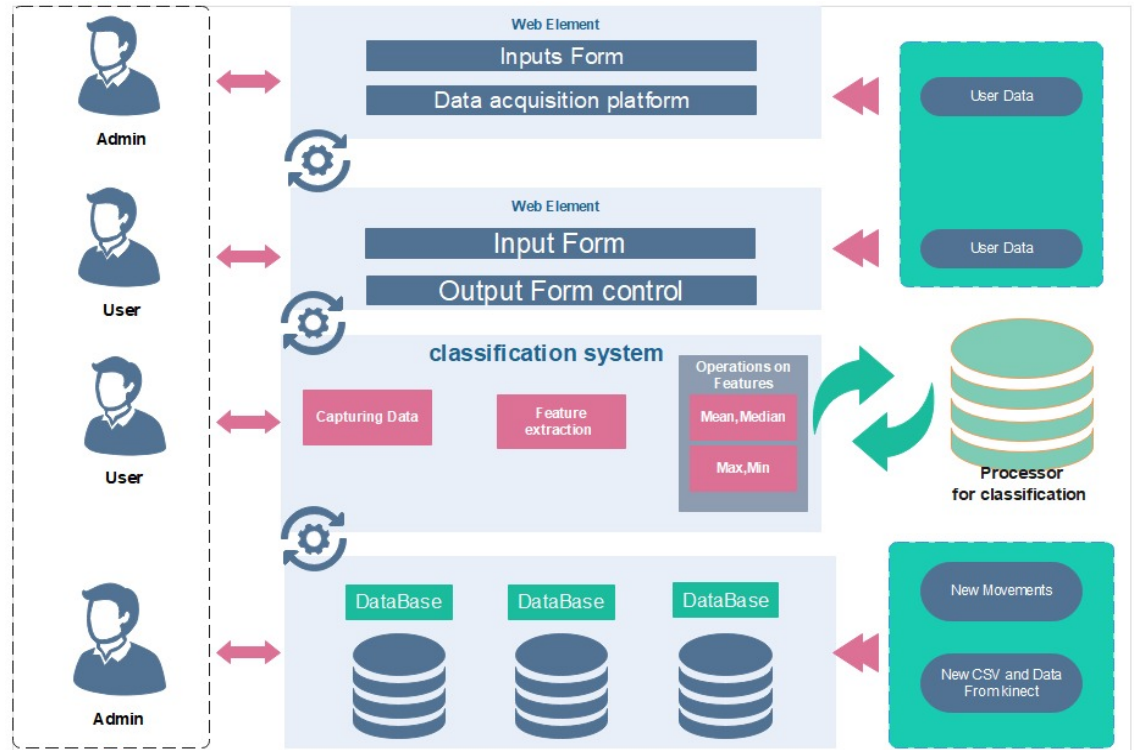 Admin
Web Element
Inputs Form
Data acquisition platform
User Data
User
Web Element
Input Form
Output Form control
User Data
User
classification system
Capturing Data
Feature
extraction
Operations on
Features
Mean,Median
Max,Min
Processor
for classification
Admin
DataBase
DataBase
DataBase
New Movements
New CSV and Data
From kinect